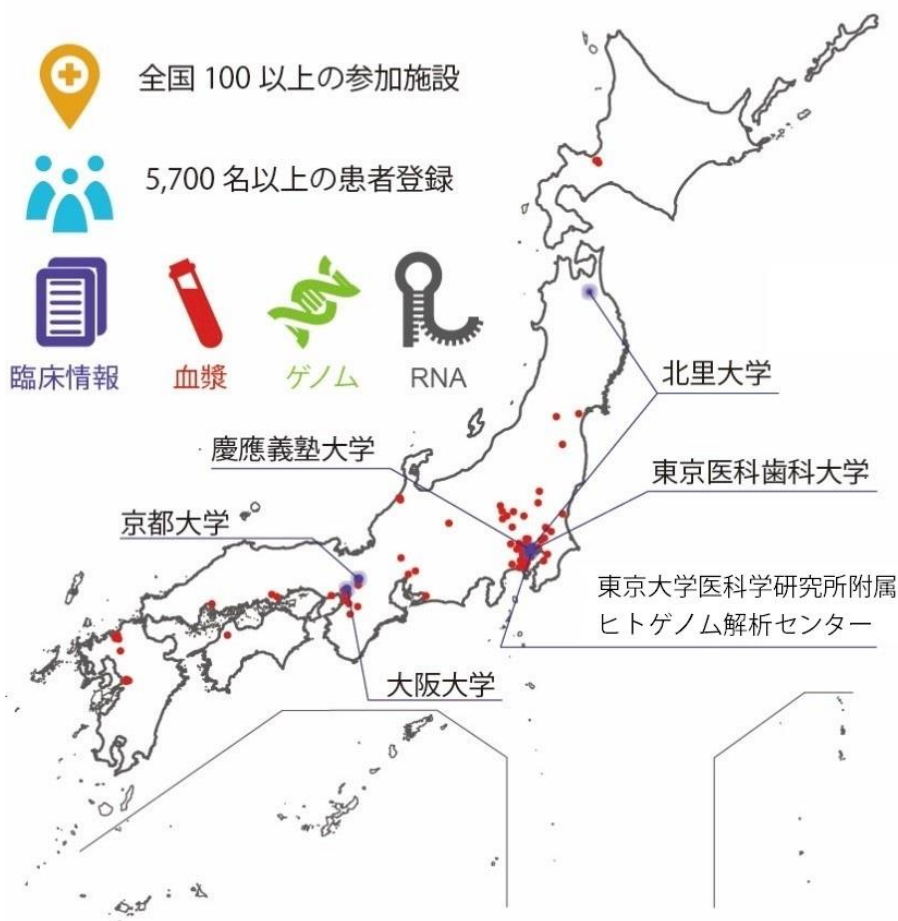 全国 100 以上の参加施設
5,700 名以上の患者登録
臨床情報
血漿
ゲノム
RNA
北里大学
慶應義塾大学
東京医科歯科大学
京都大学
東京大学医科学研究所附属
ヒトゲノム解析センター
大阪大学